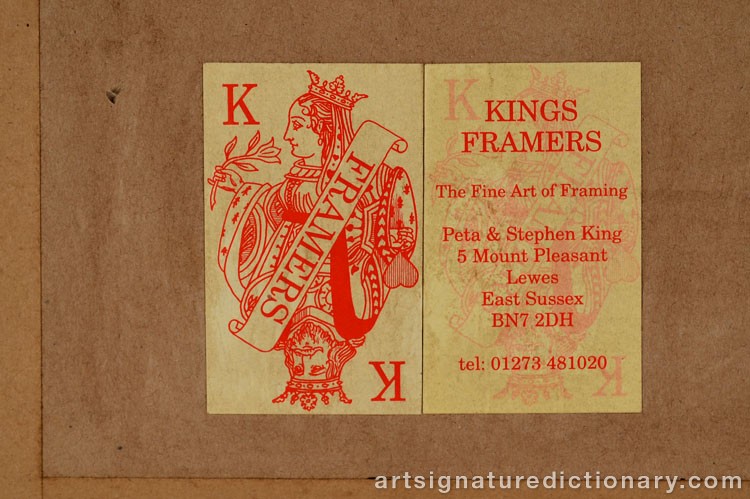 K
FRAMERS
K
K
KINGS
FRAMERS
The Fine Art of Framing
Peta & Stephen King
5 Mount Pleasant
Lewes
East Sussex
BN7 2DH
tel: 01273 481020
K
artsignaturedictionary.com